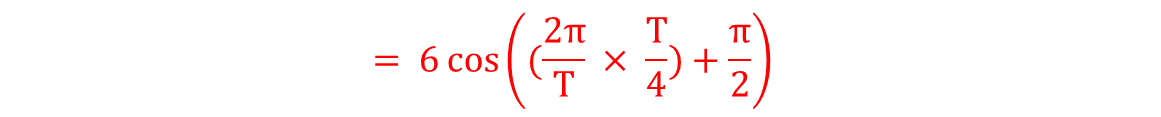 = 6 cos((2π/T × T/4) + π/2)